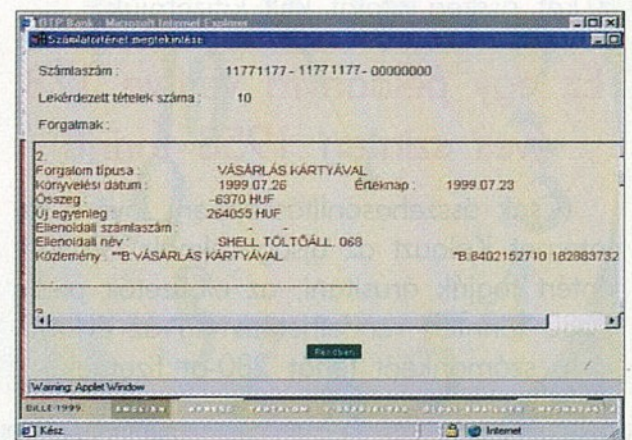 OTP Bank - Microsoft Internet Explorer
Számlatörténet megtekintése
Számlaszám : 11771177 - 11771177 - 00000000
Lekérdezett tételek száma : 10
Forgalmak :
2.
Forgalom típusa : VÁSÁRLÁS KÁRTYÁVAL
Könyvelési dátum : 1999.07.26 Értéknap : 1999.07.23
Összeg : -6370 HUF
Új egyenleg : 264055 HUF
Ellenoldali számlaszám : - -
Ellenoldali név : SHELL TÖLTŐÁLL. 068
Közlemény : **B:VÁSÁRLÁS KÁRTYÁVAL *B:8402152710 182883732
Rendben
Warning: Applet Window
1999.
Kész
Internet